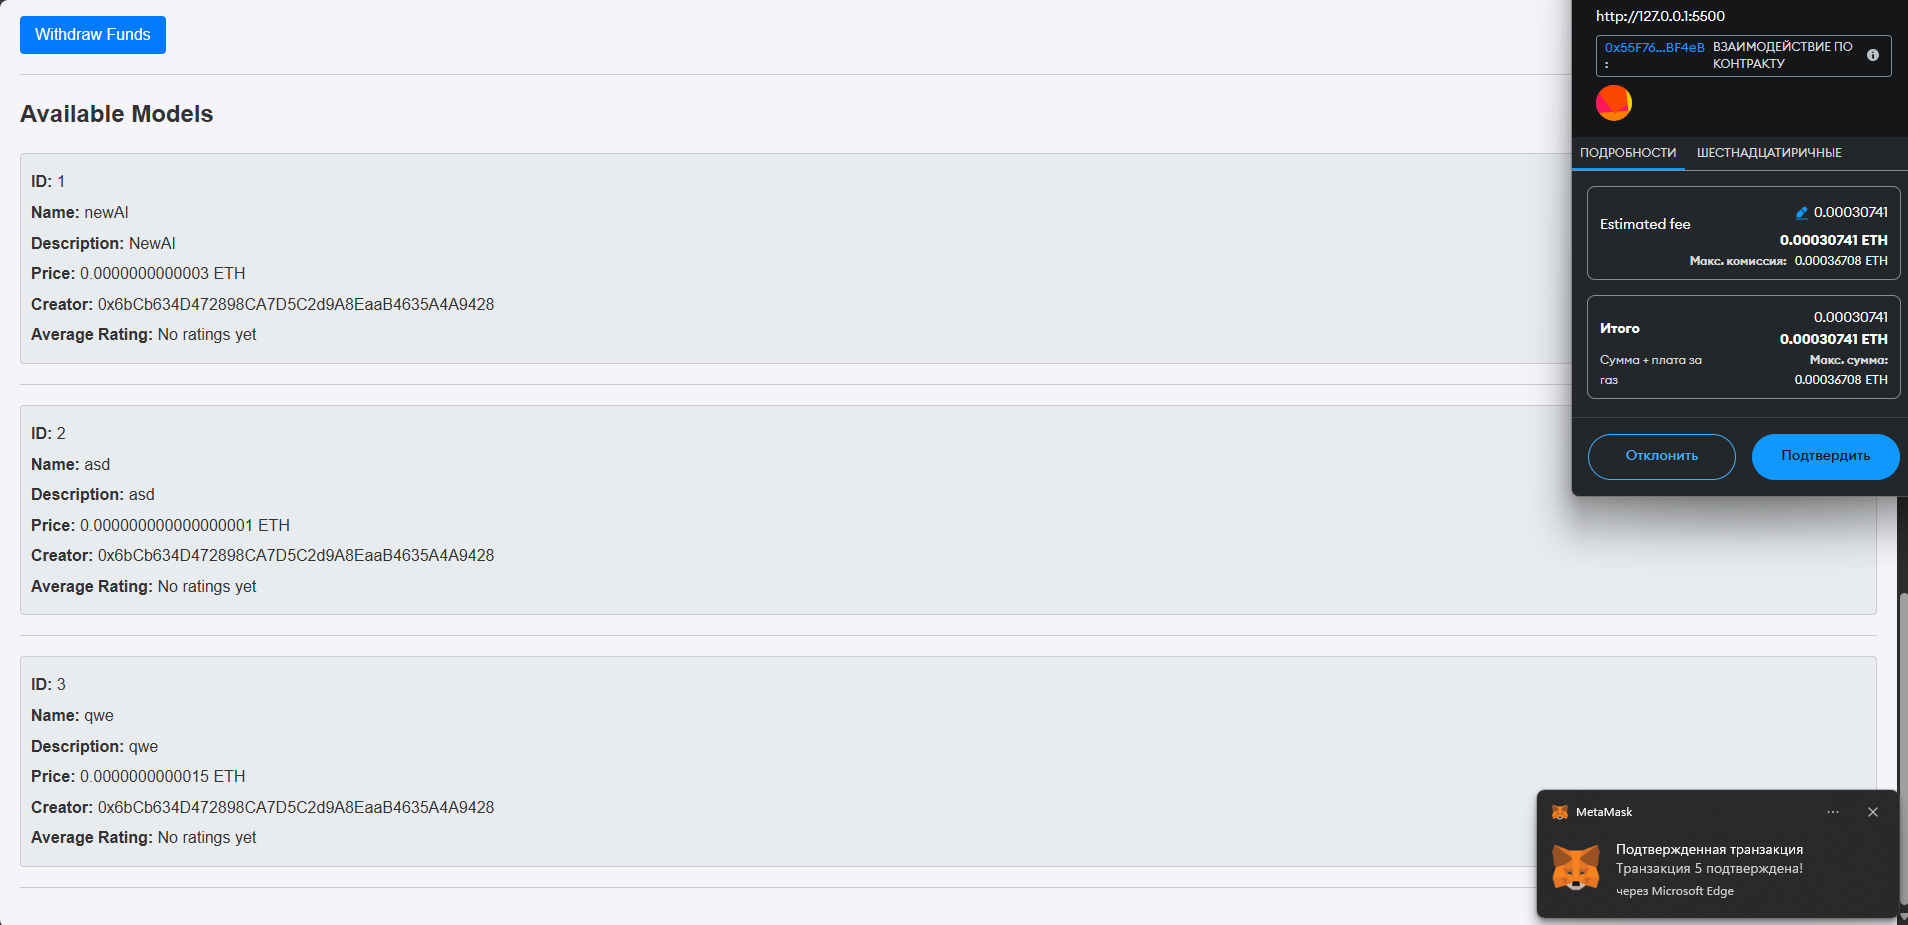 Withdraw Funds
Available Models
ID: 1
Name: newAI
Description: NewAI
Price: 0.0000000000003 ETH
Creator: 0x6bCb634D472898CA7D5C2d9A8EaaB4635A4A9428
Average Rating: No ratings yet
ID: 2
Name: asd
Description: asd
Price: 0.000000000000000001 ETH
Creator: 0x6bCb634D472898CA7D5C2d9A8EaaB4635A4A9428
Average Rating: No ratings yet
ID: 3
Name: qwe
Description: qwe
Price: 0.0000000000015 ETH
Creator: 0x6bCb634D472898CA7D5C2d9A8EaaB4635A4A9428
Average Rating: No ratings yet
http://127.0.0.1:5500
0x55F76...BF4eB ВЗАИМОДЕЙСТВИЕ ПО
: КОНТРАКТУ
ПОДРОБНОСТИ ШЕСТНАДЦАТИРИЧНЫЕ
0.00030741
Estimated fee
0.00030741 ETH
Макс. комиссия: 0.00036708 ETH
0.00030741
Итого
0.00030741 ETH
Сумма + плата за Макс. сумма:
газ 0.00036708 ETH
Отклонить Подтвердить
MetaMask
Подтвержденная транзакция
Транзакция 5 подтверждена!
через Microsoft Edge